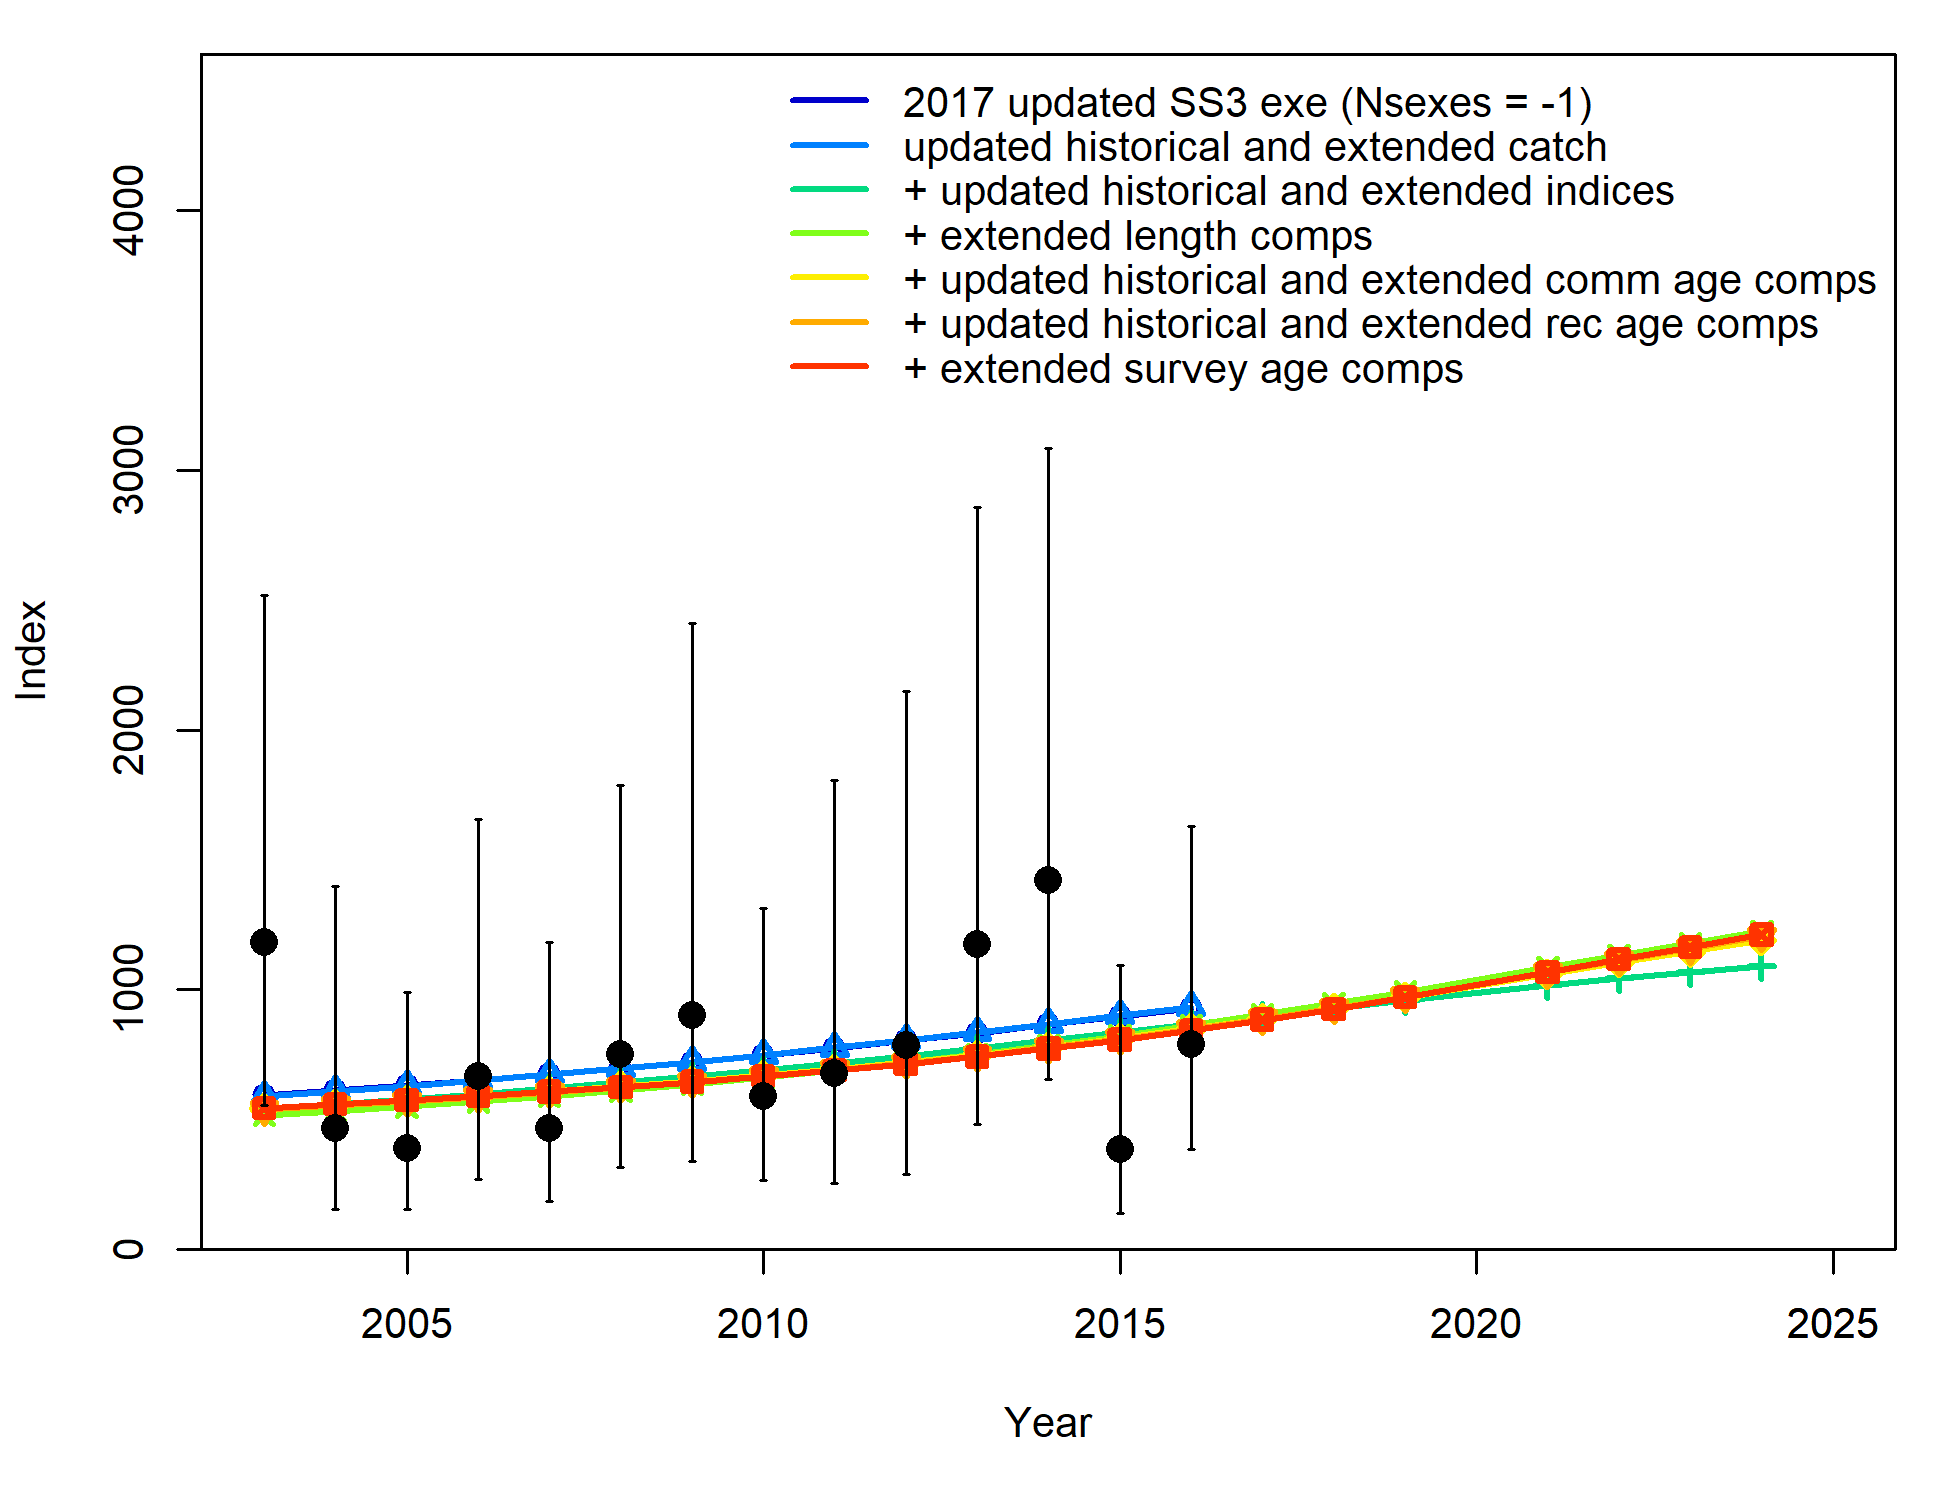 2017 updated SS3 exe (Nsexes = -1)
updated historical and extended catch
+ updated historical and extended indices
+ extended length comps
+ updated historical and extended comm age comps
+ updated historical and extended rec age comps
+ extended survey age comps
4000
3000
2000
1000
0
Index
2005
2010
2015
2020
2025
Year